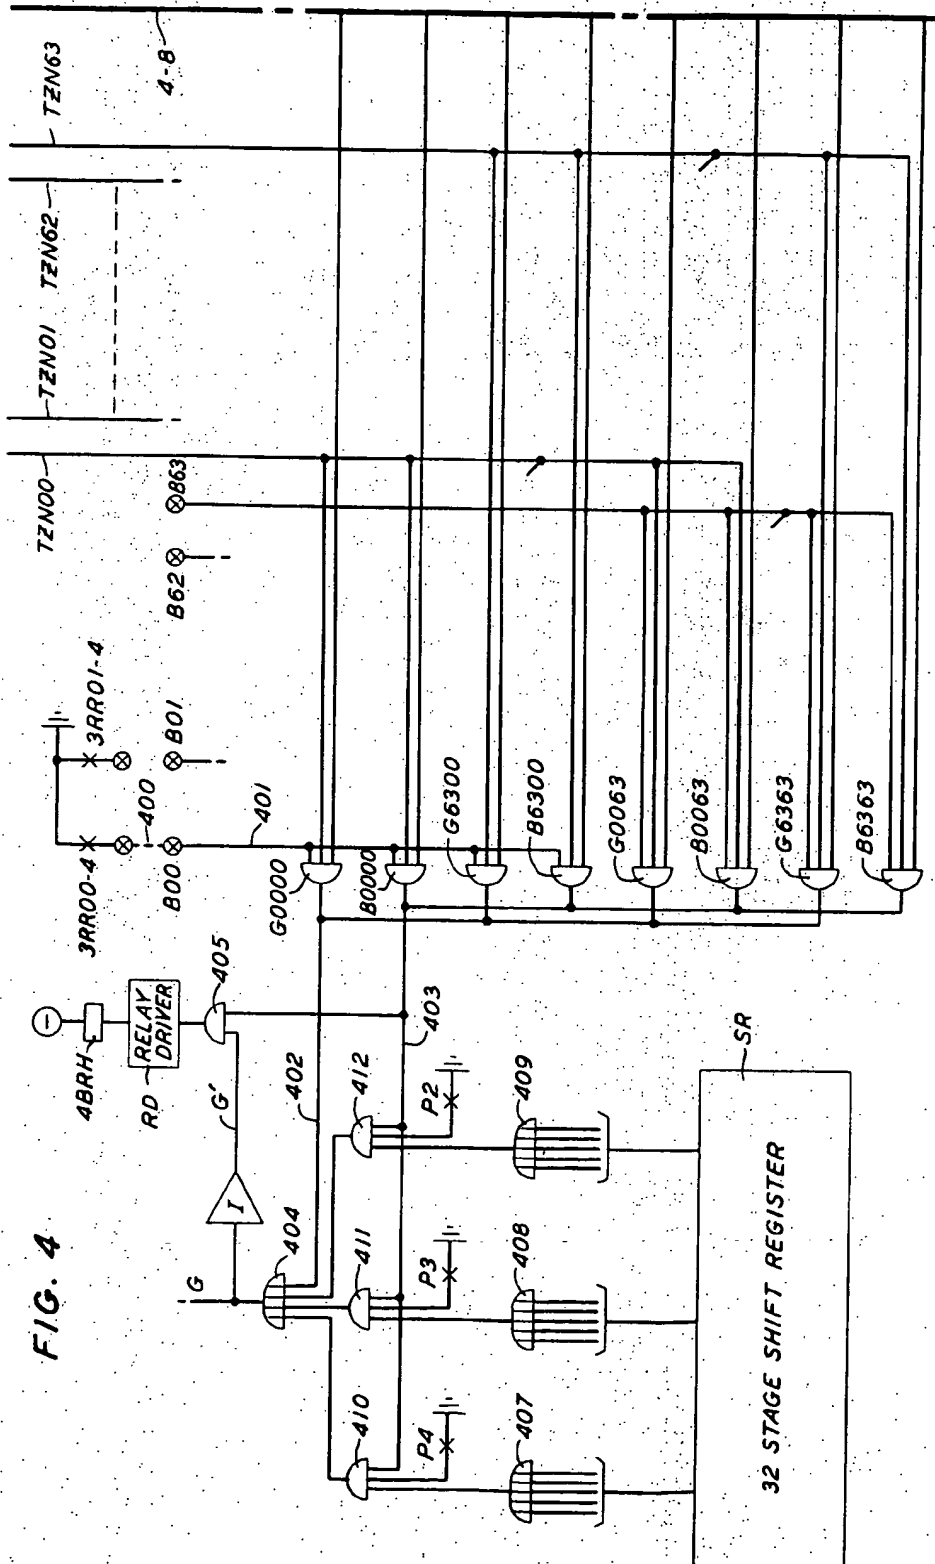 FIG. 4
TZN00
TZN01
TZN62
TZN63
4-8
3RR00-4
3RR01-4
400
B00
B01
B62
B63
401
4BRH
RD
RELAY
DRIVER
405
G'
I
G
404
402
403
G0000
B0000
G6300
B6300
G0063
B0063
G6363
B6363
410
411
412
P4
P3
P2
407
408
409
SR
32 STAGE SHIFT REGISTER